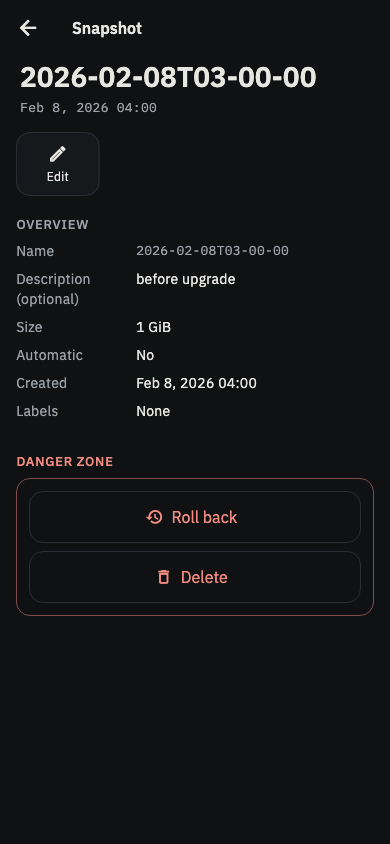 Snapshot
2026-02-08T03-00-00
Feb 8, 2026 04:00
Edit
OVERVIEW
Name 2026-02-08T03-00-00
Description (optional) before upgrade
Size 1 GiB
Automatic No
Created Feb 8, 2026 04:00
Labels None
DANGER ZONE
Roll back
Delete